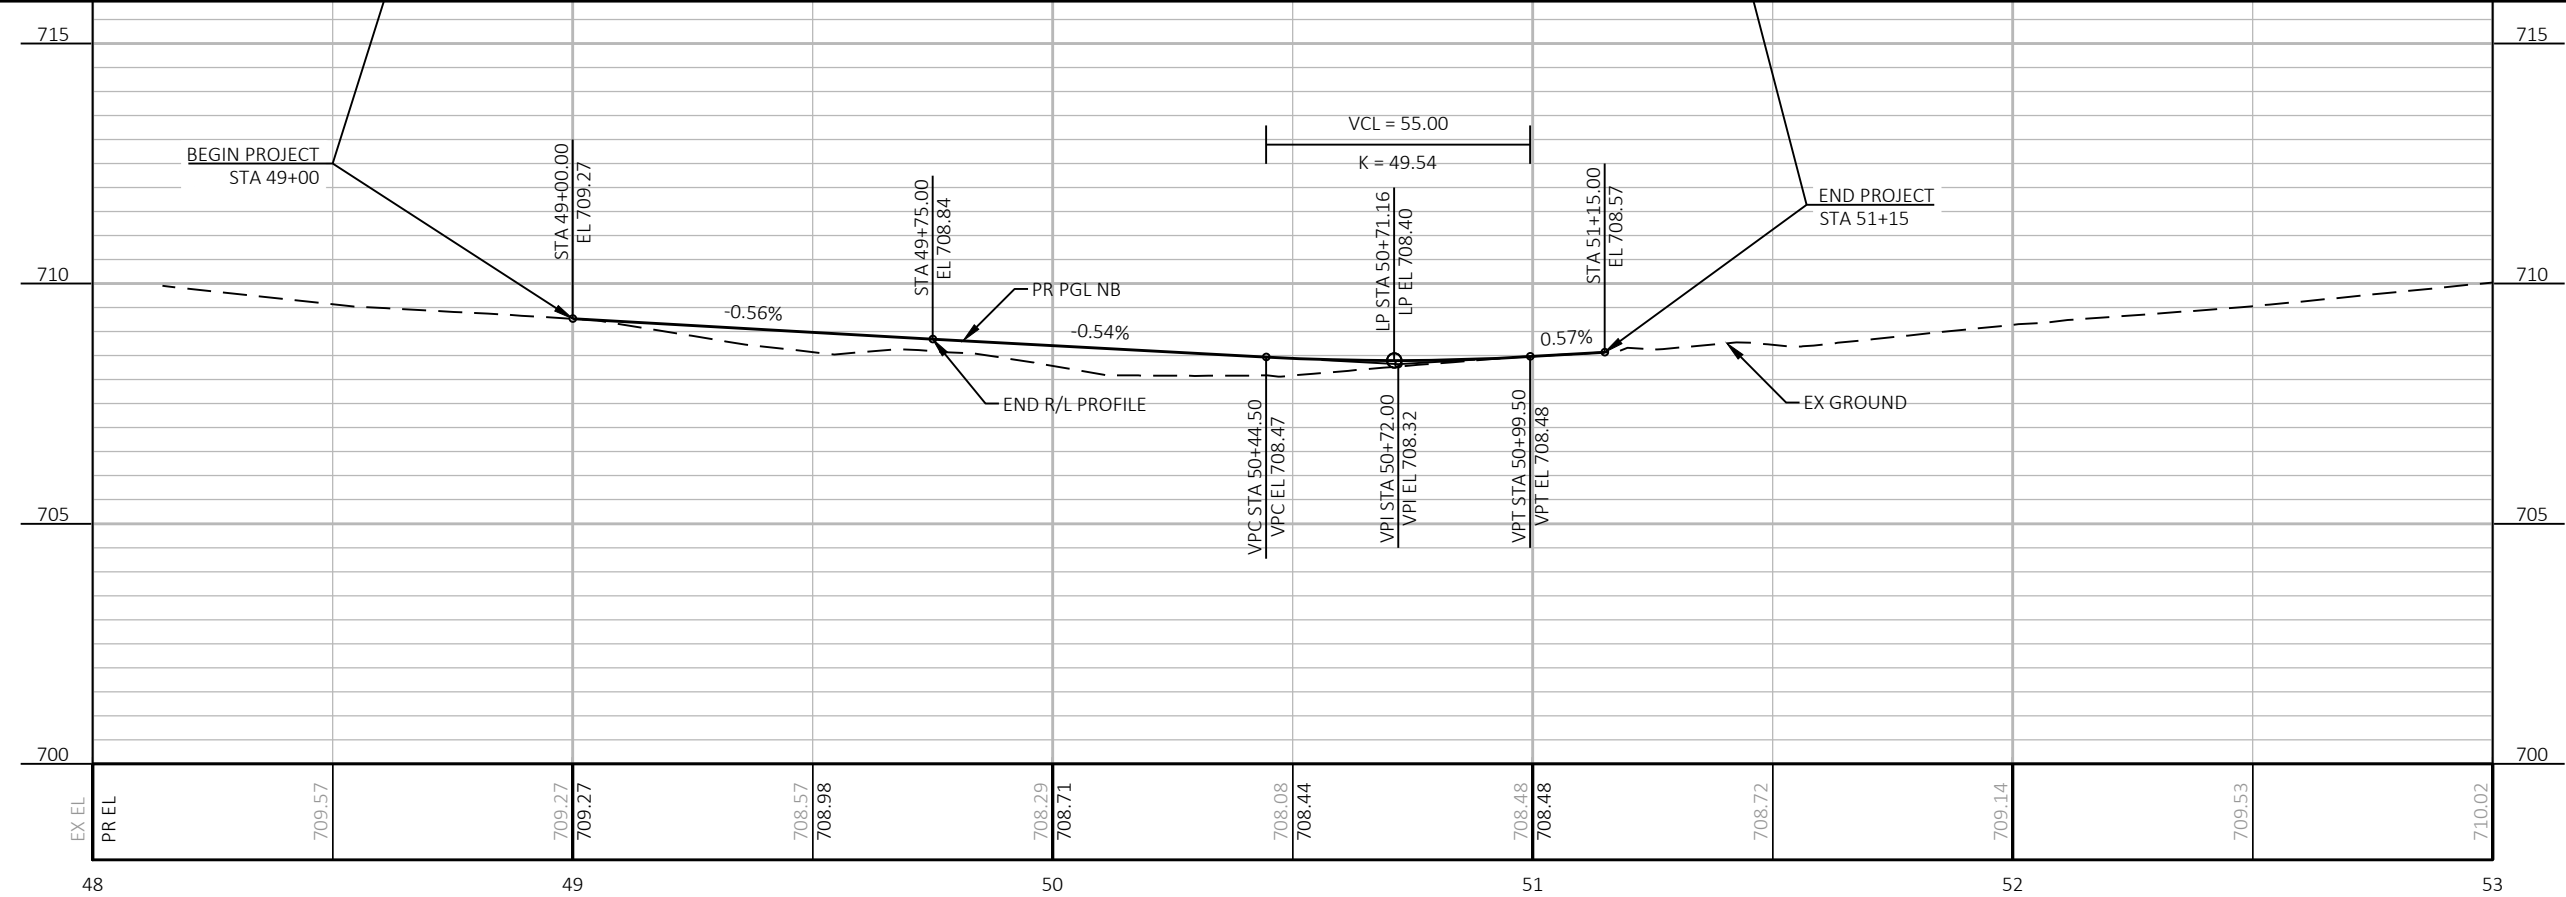 715
715
BEGIN PROJECT
STA 49+00
STA 49+00.00
EL 709.27
STA 49+75.00
EL 708.84
VCL = 55.00
K = 49.54
LP STA 50+71.16
LP EL 708.40
STA 51+15.00
EL 708.57
END PROJECT
STA 51+15
710
710
-0.56%
PR PGL NB
-0.54%
0.57%
END R/L PROFILE
EX GROUND
VPC STA 50+44.50
VPC EL 708.47
VPI STA 50+72.00
VPI EL 708.32
VPT STA 50+99.50
VPT EL 708.48
705
705
700
700
EX EL
PR EL
709.57
709.27
709.27
708.57
708.98
708.29
708.71
708.08
708.44
708.48
708.48
708.72
709.14
709.53
710.02
48
49
50
51
52
53